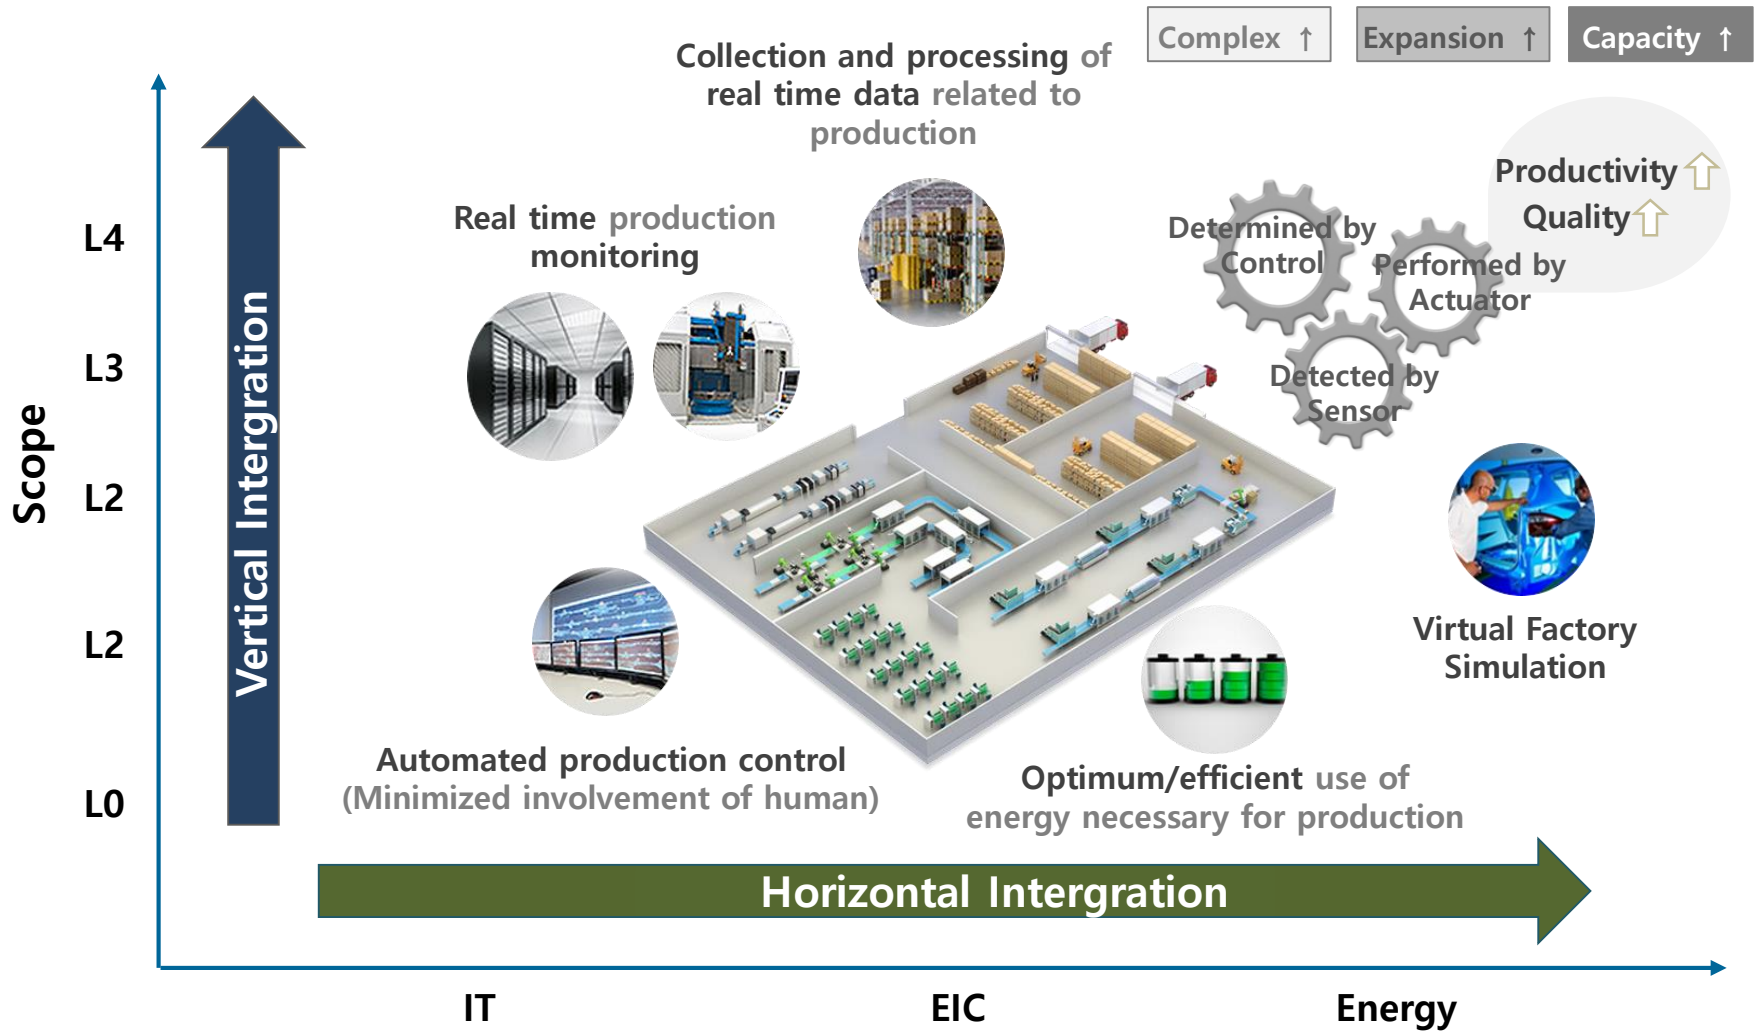 Complex ↑
Expansion ↑
Capacity ↑
Collection and processing of
real time data related to
production
Productivity
Quality
Real time production
monitoring
Determined by
Control
Performed by
Actuator
Detected by
Sensor
Scope
L4
L3
L2
L2
L0
Vertical Intergration
Virtual Factory
Simulation
Automated production control
(Minimized involvement of human)
Optimum/efficient use of
energy necessary for production
Horizontal Intergration
IT
EIC
Energy